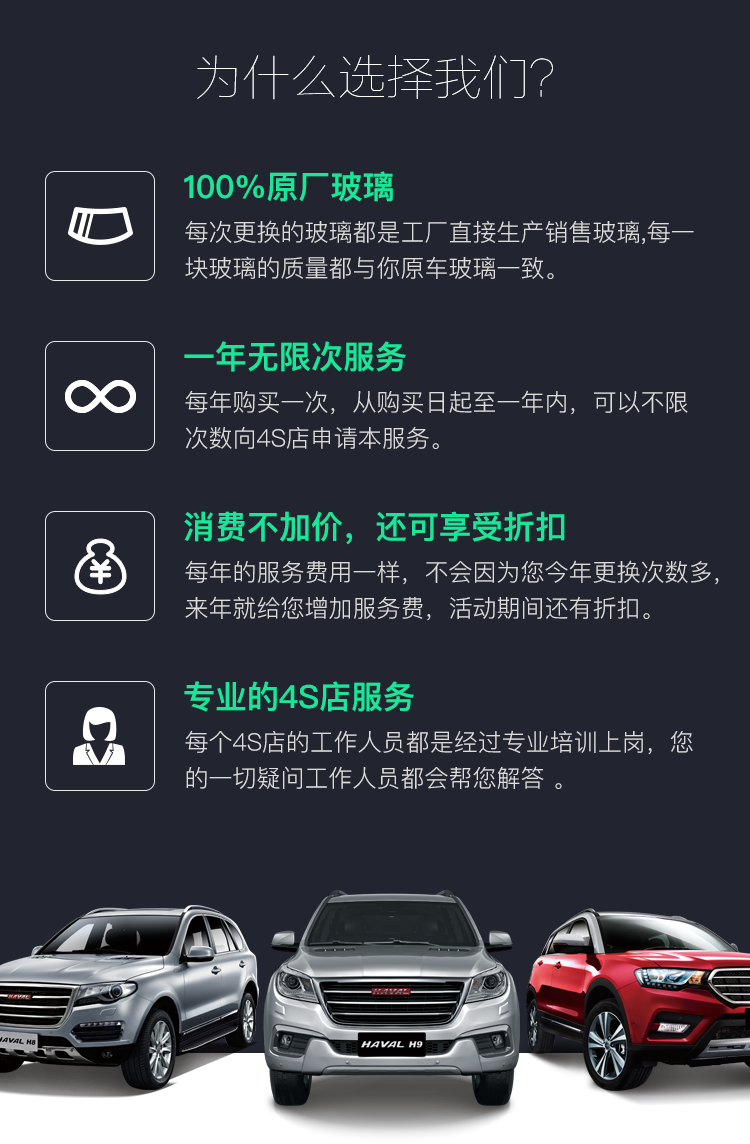 为什么选择我们?
100%原厂玻璃
每次更换的玻璃都是工厂直接生产销售玻璃,每一
块玻璃的质量都与你原车玻璃一致。
一年无限次服务
每年购买一次，从购买日起至一年内，可以不限
次数向4S店申请本服务。
消费不加价，还可享受折扣
每年的服务费用一样，不会因为您今年更换次数多，
来年就给您增加服务费，活动期间还有折扣。
专业的4S店服务
每个4S店的工作人员都是经过专业培训上岗，您
的一切疑问工作人员都会帮您解答 。
HAVAL
HAVAL H8
HAVAL
HAVAL H9